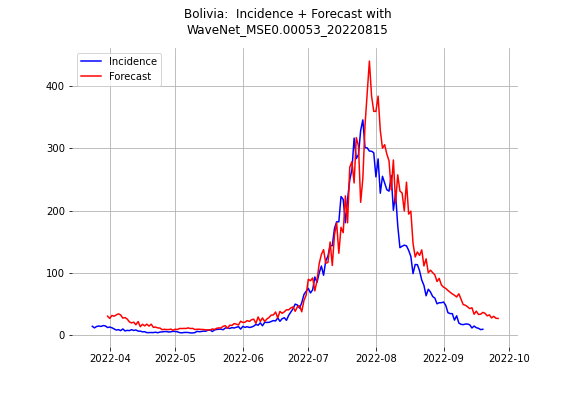 Bolivia:  Incidence + Forecast with
WaveNet_MSE0.00053_20220815
Incidence
Forecast
400
300
200
100
0
2022-04 2022-05 2022-06 2022-07 2022-08 2022-09 2022-10